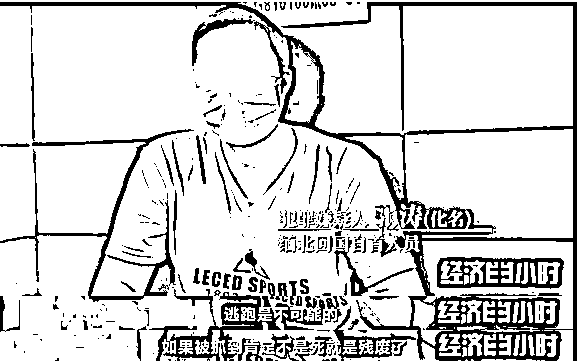 犯罪嫌疑人 (化名)
缅北回国自首人员
LECED SPORTS
经济半小时
LECED SPORTS
逃跑是不可能的
经济半小时
如果被抓到肯定不是死就是残废了
经济半小时